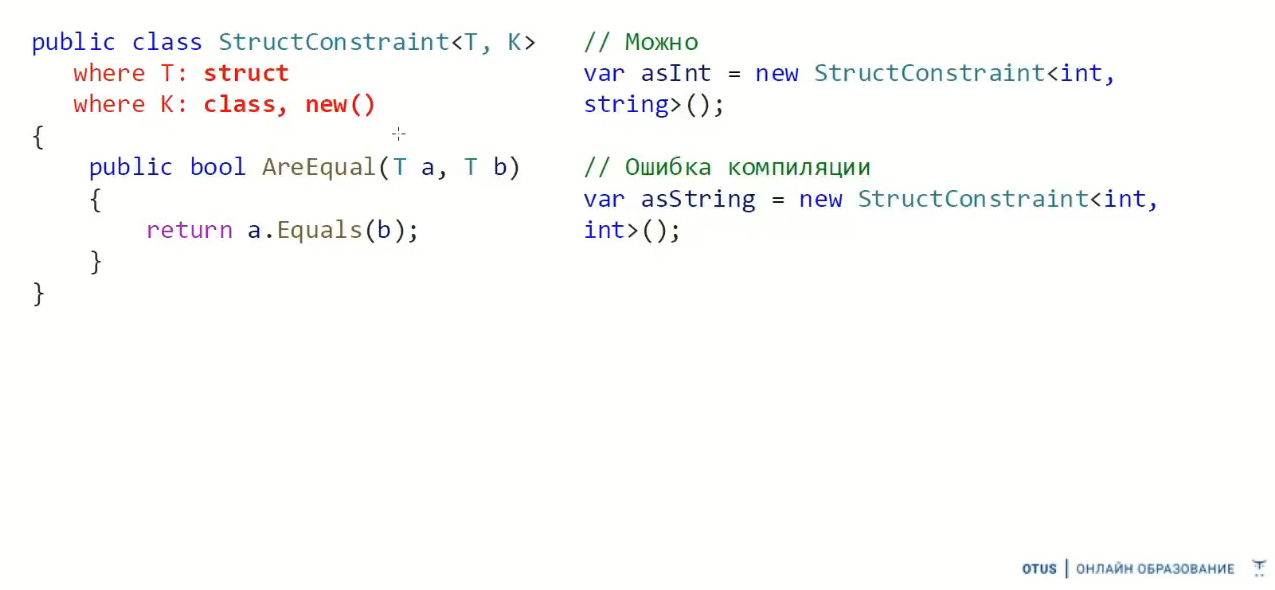 public class StructConstraint<T, K>
where T: struct
where K: class, new()
{
public bool AreEqual(T a, T b)
{
return a.Equals(b);
}
}
// Можно
var asInt = new StructConstraint<int,
string>();
// Ошибка компиляции
var asString = new StructConstraint<int,
int>();
OTUS | ОНЛАЙН ОБРАЗОВАНИЕ